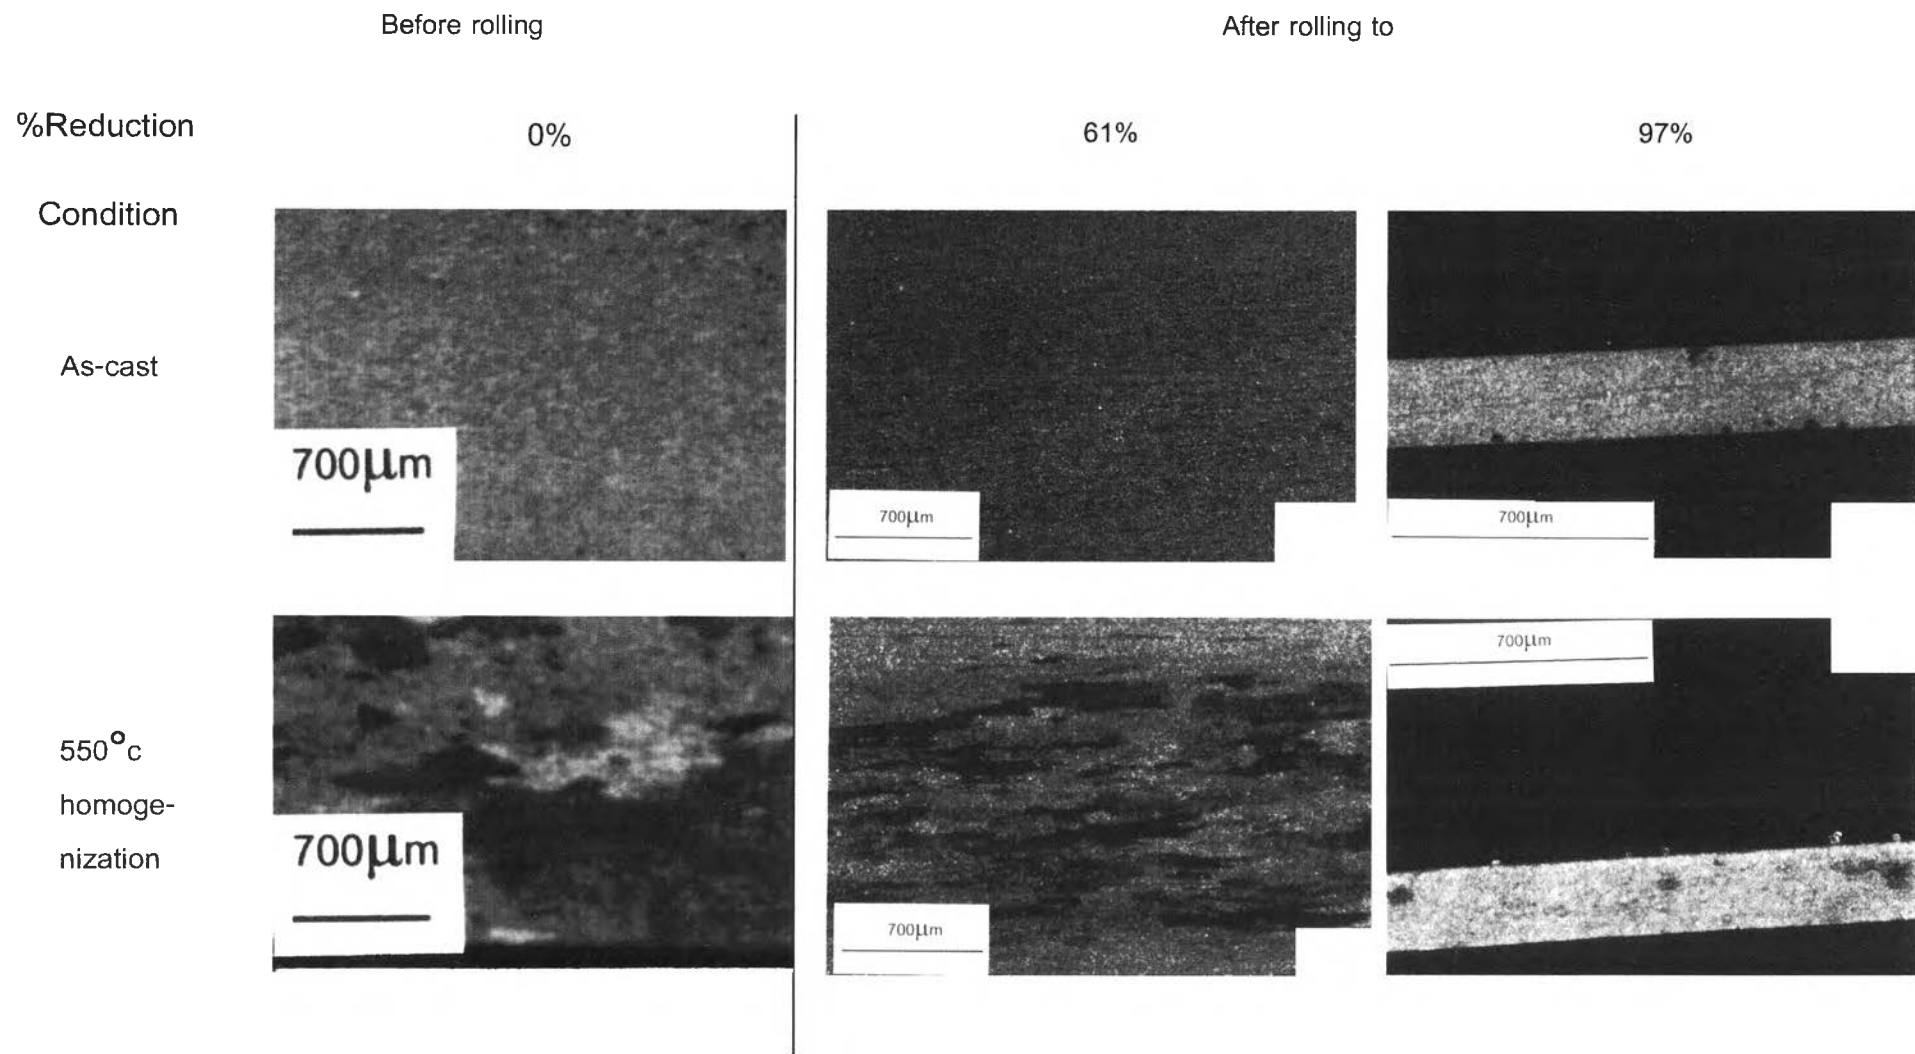 Before rolling
After rolling to
%Reduction
0%
61%
97%
Condition
As-cast
700µm
700µm
700µm
550°c
homoge-
nization
700µm
700µm
700µm